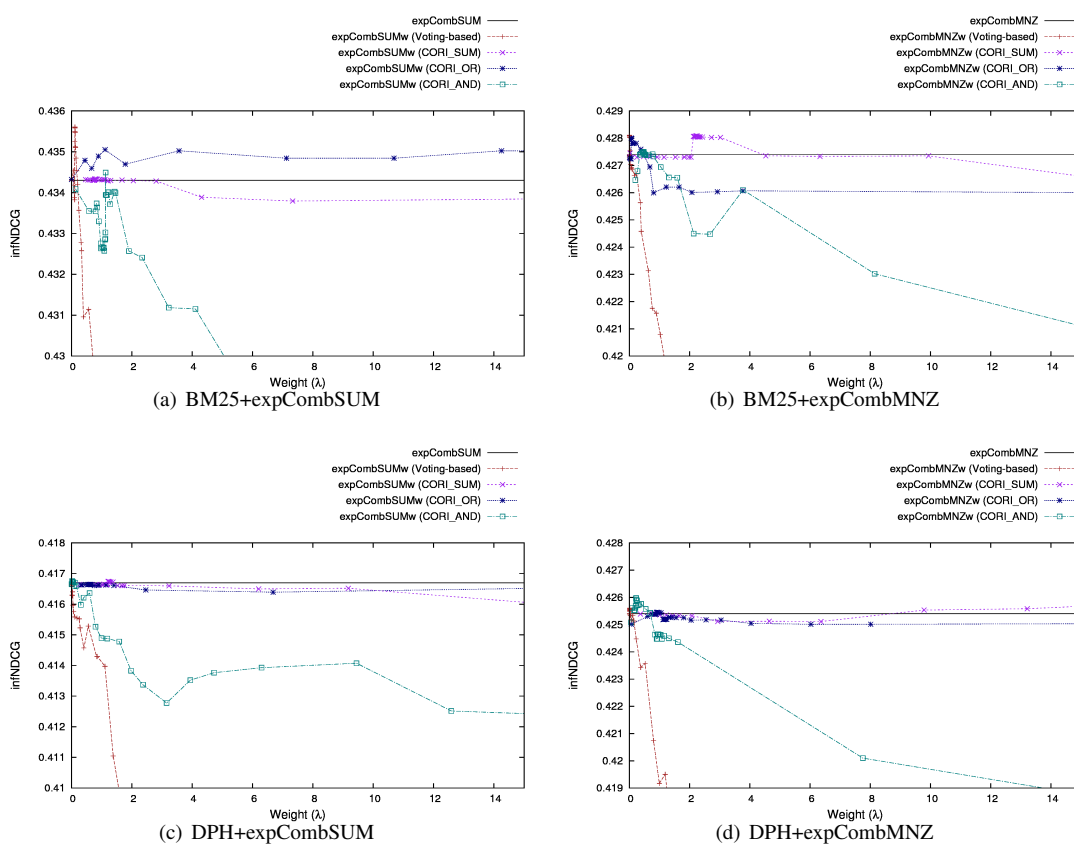 expCombSUM
expCombSUMw (Voting-based)
expCombSUMw (CORI_SUM)
expCombSUMw (CORI_OR)
expCombSUMw (CORI_AND)
0.436
0.435
0.434
0.433
0.432
0.431
0.43
infNDCG
0 2 4 6 8 10 12 14
Weight (λ)
(a) BM25+expCombSUM
expCombMNZ
expCombMNZw (Voting-based)
expCombMNZw (CORI_SUM)
expCombMNZw (CORI_OR)
expCombMNZw (CORI_AND)
0.429
0.428
0.427
0.426
0.425
0.424
0.423
0.422
0.421
0.42
infNDCG
0 2 4 6 8 10 12 14
Weight (λ)
(b) BM25+expCombMNZ
expCombSUM
expCombSUMw (Voting-based)
expCombSUMw (CORI_SUM)
expCombSUMw (CORI_OR)
expCombSUMw (CORI_AND)
0.418
0.417
0.416
0.415
0.414
0.413
0.412
0.411
0.41
infNDCG
0 2 4 6 8 10 12 14
Weight (λ)
(c) DPH+expCombSUM
expCombMNZ
expCombMNZw (Voting-based)
expCombMNZw (CORI_SUM)
expCombMNZw (CORI_OR)
expCombMNZw (CORI_AND)
0.428
0.427
0.426
0.425
0.424
0.423
0.422
0.421
0.42
0.419
infNDCG
0 2 4 6 8 10 12 14
Weight (λ)
(d) DPH+expCombMNZ